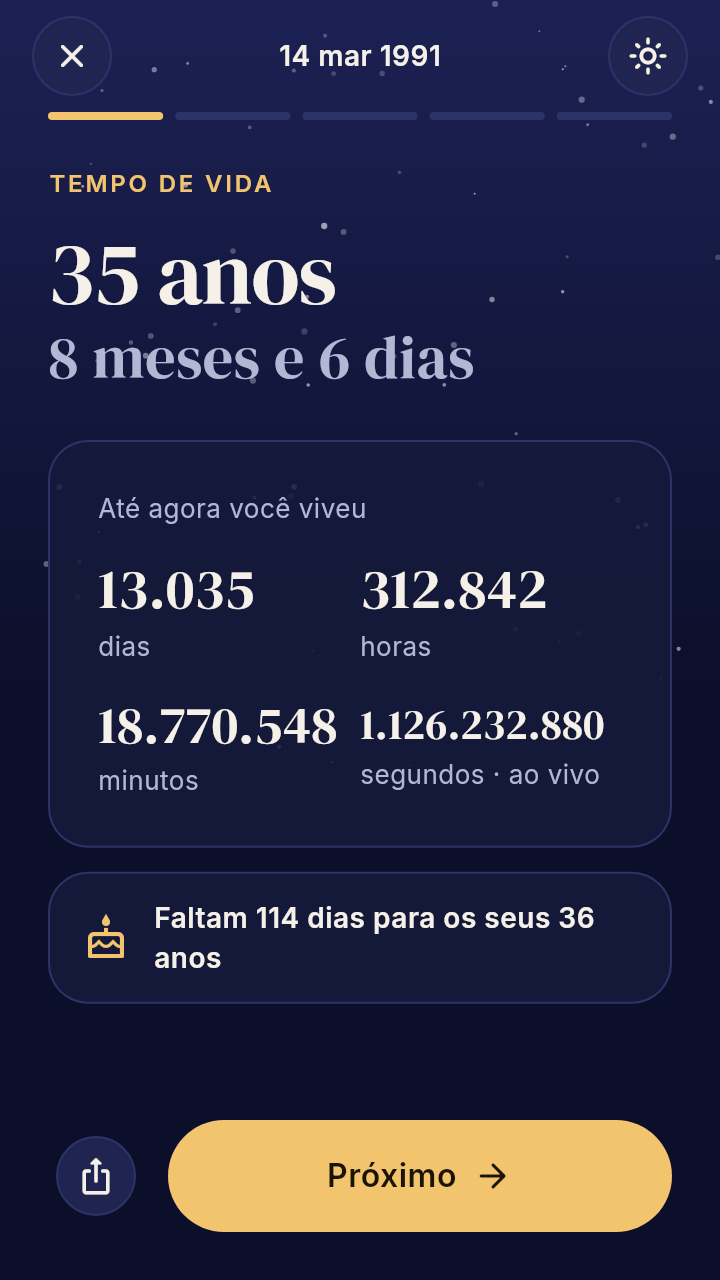 14 mar 1991
TEMPO DE VIDA
35 anos
8 meses e 6 dias
Até agora você viveu
13.035
dias
312.842
horas
18.770.548
minutos
1.126.232.880
segundos · ao vivo
Faltam 114 dias para os seus 36
anos
Próximo